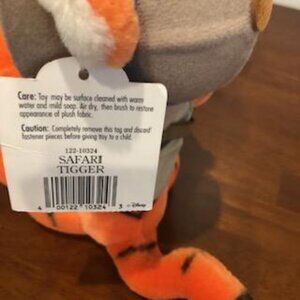 Care: Toy may be surface cleaned with warm
water and mild soap. Air dry, then brush to restore
appearance of plush fabric.
Caution: Completely remove this tag and discard
fastener pieces before giving toy to a child.
122-10324
SAFARI
TIGGER
4 00122 10324 3
© Disney